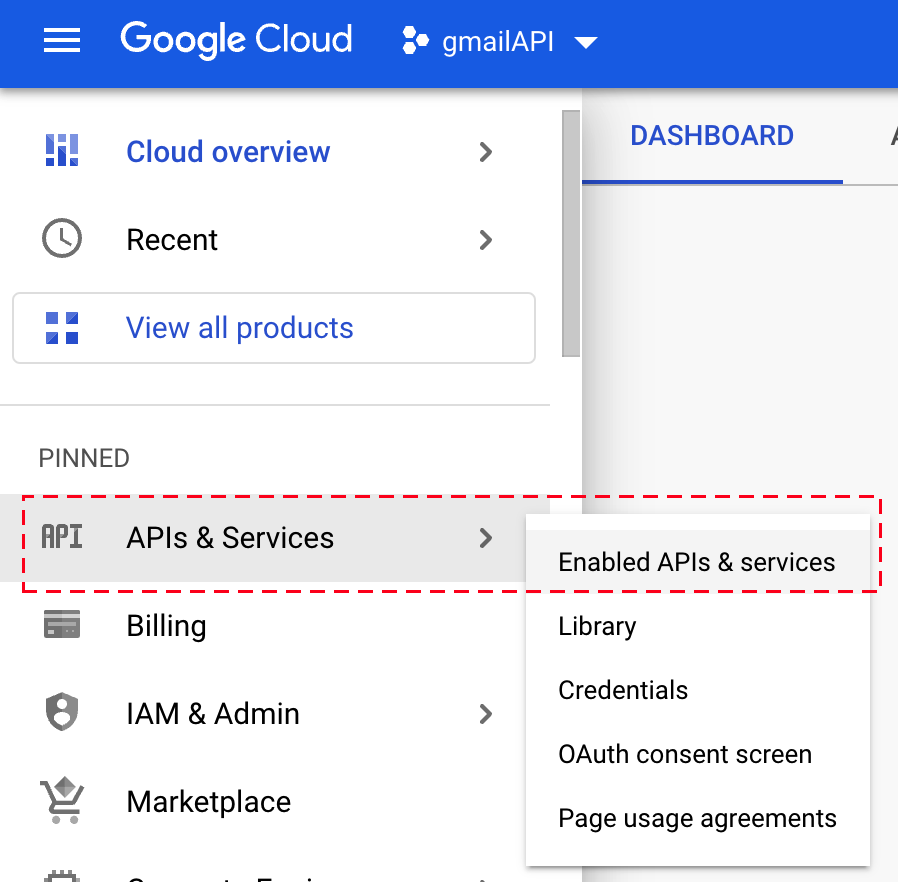 Google Cloud gmailAPI
DASHBOARD
Cloud overview
Recent
View all products
PINNED
API APIs & Services
Enabled APIs & services
Billing
Library
Credentials
IAM & Admin
OAuth consent screen
Marketplace
Page usage agreements